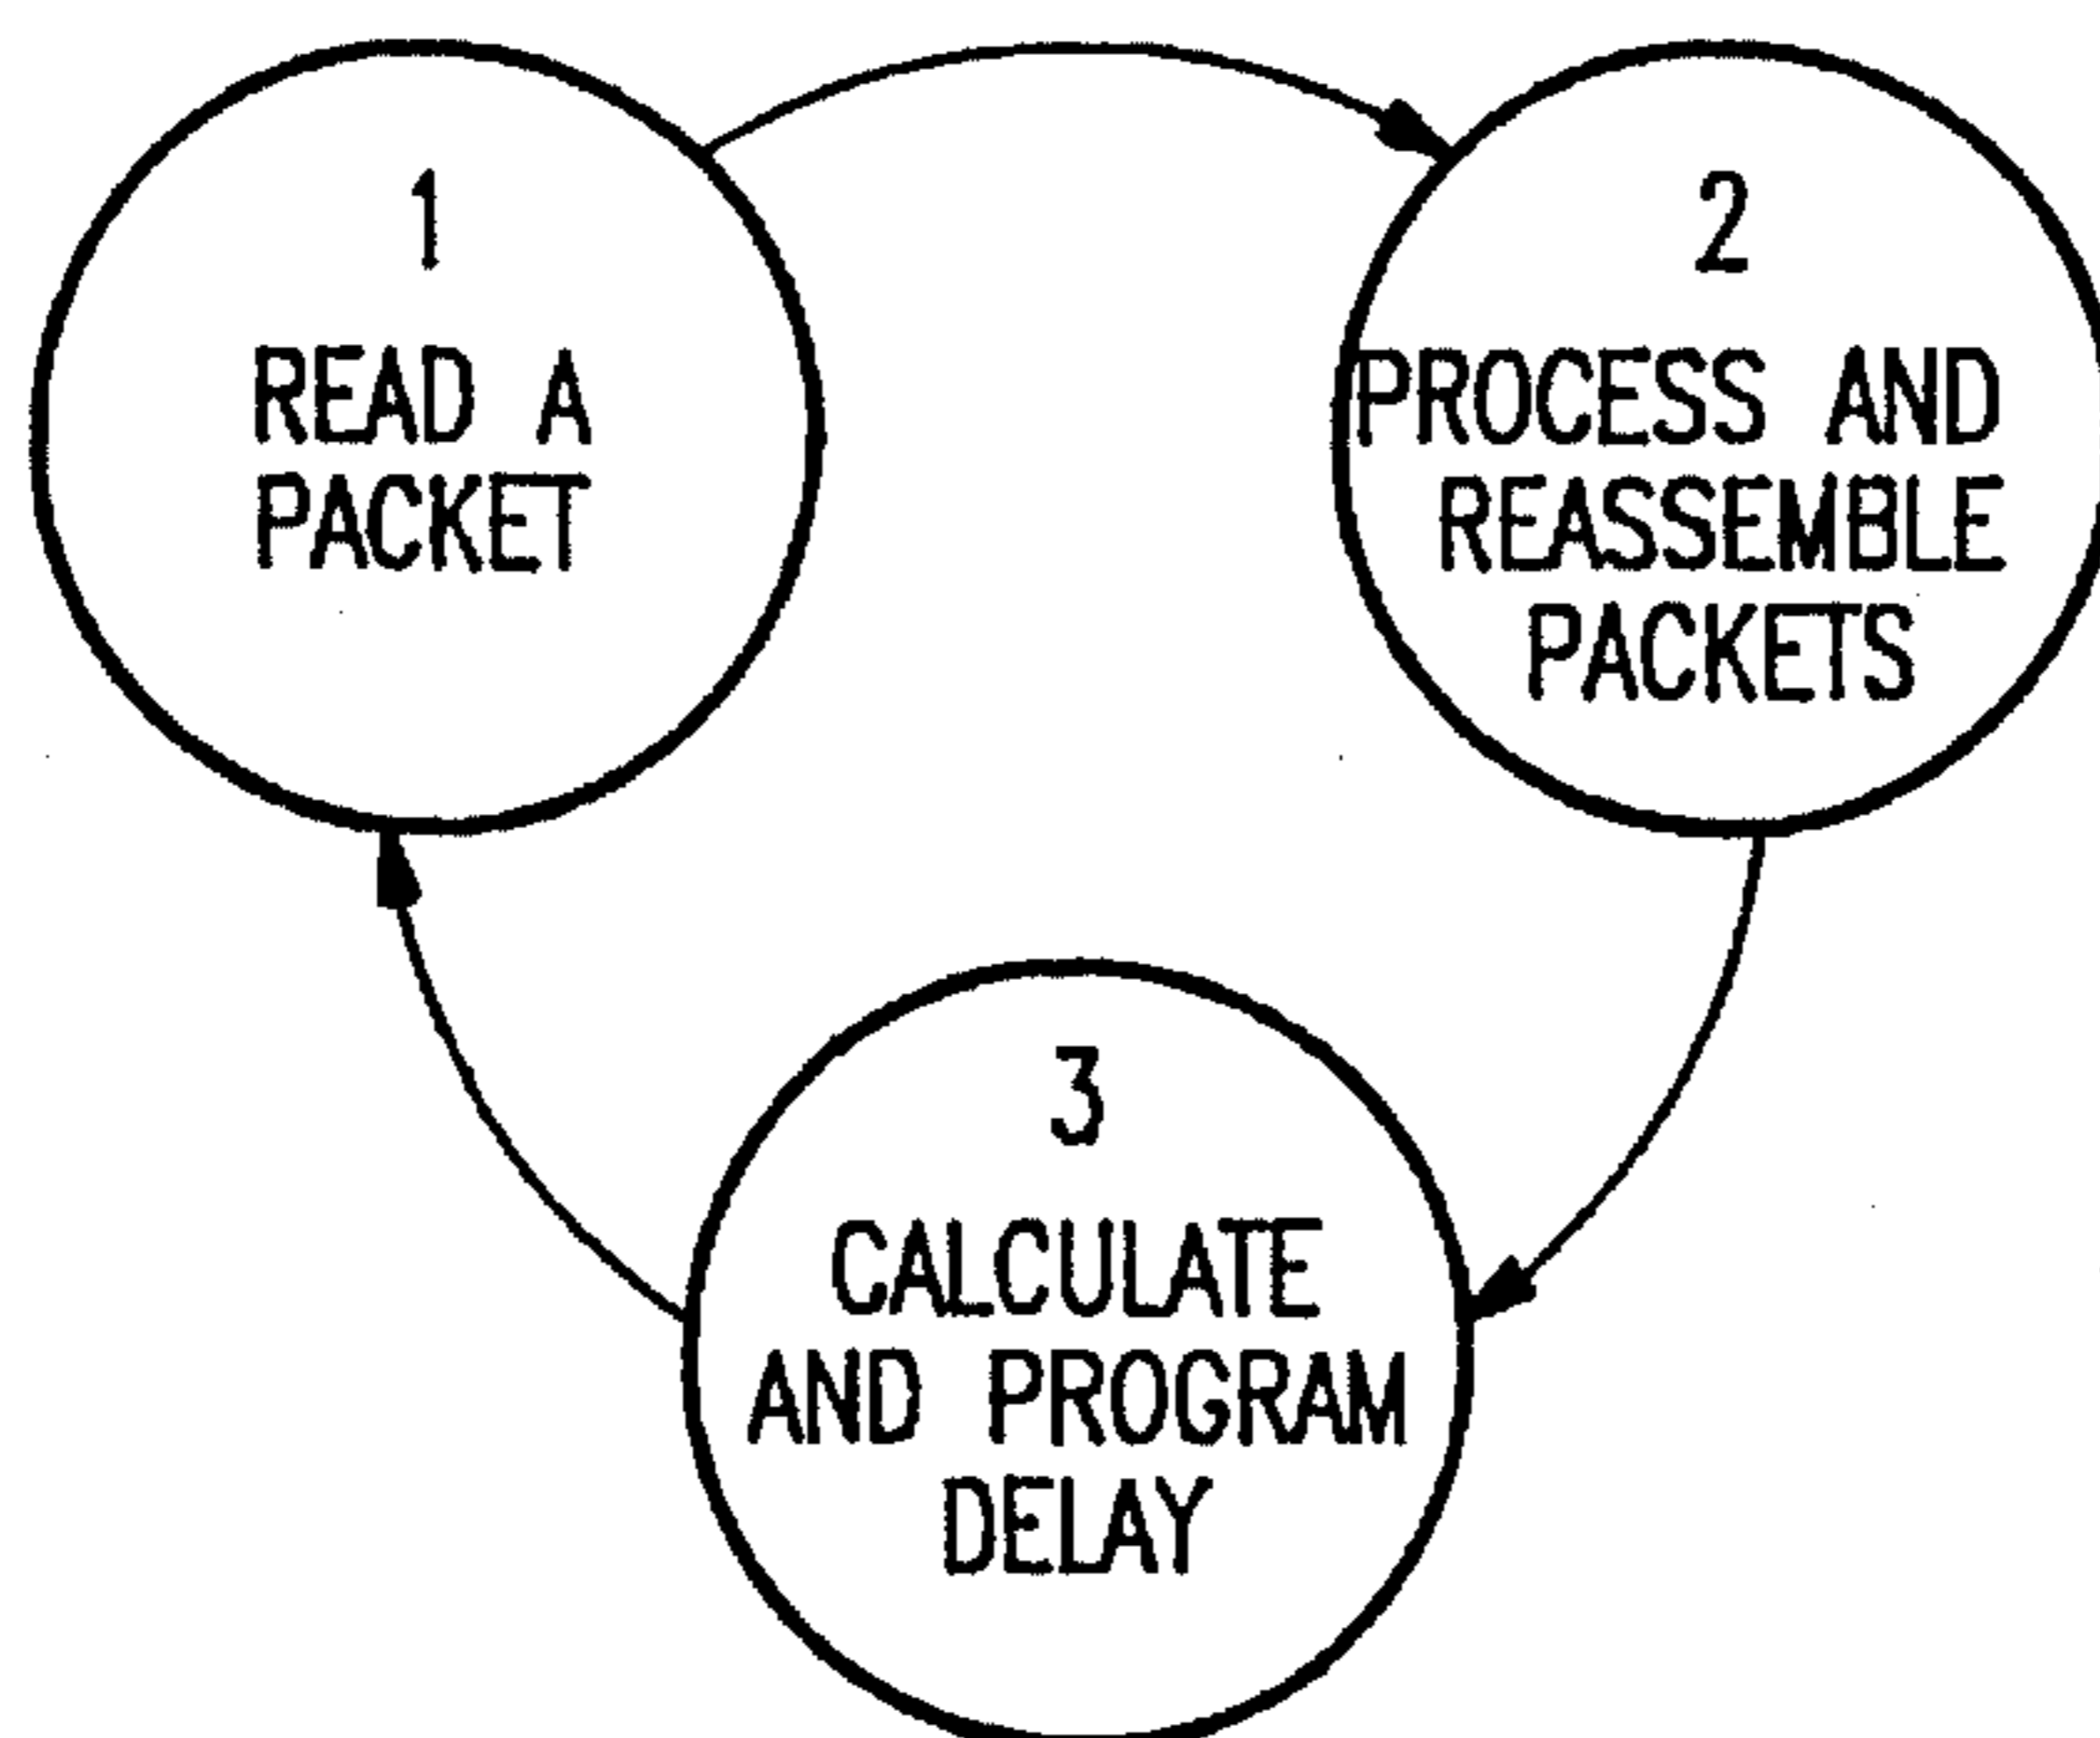 1
READ A
PACKET
2
PROCESS AND
REASSEMBLE
PACKETS
3
CALCULATE
AND PROGRAM
DELAY